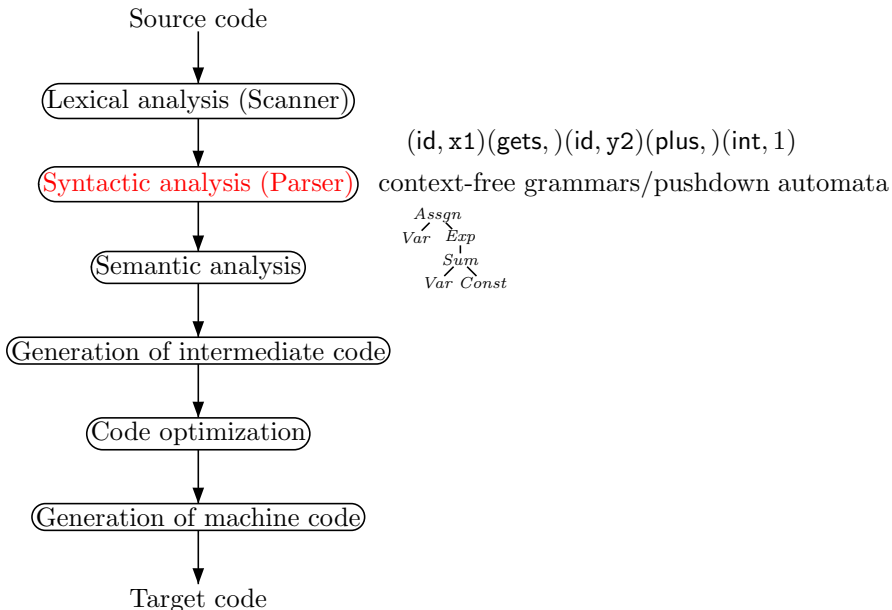 Source code
Lexical analysis (Scanner)
(id, x1)(gets, )(id, y2)(plus, )(int, 1)
Syntactic analysis (Parser) context-free grammars/pushdown automata
Assgn
Var Exp
Semantic analysis
Sum
Var Const
Generation of intermediate code
Code optimization
Generation of machine code
Target code